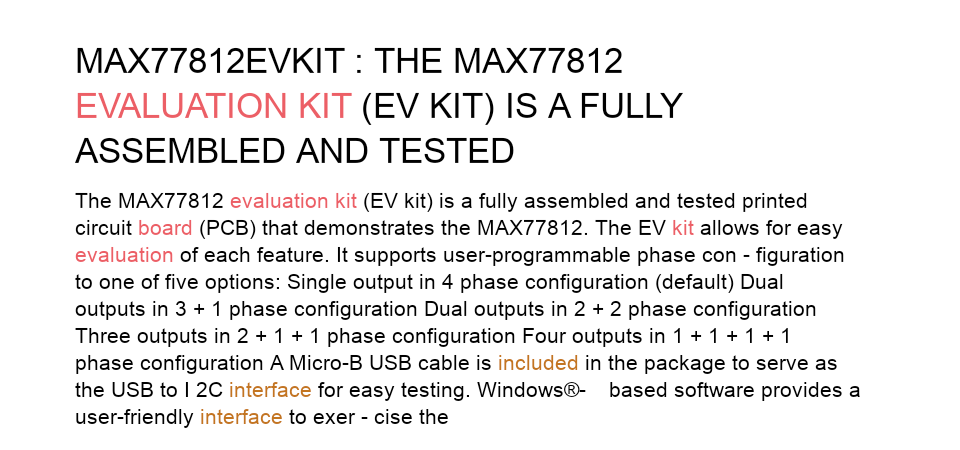 MAX77812EVKIT : THE MAX77812
EVALUATION KIT (EV KIT) IS A FULLY
ASSEMBLED AND TESTED
The MAX77812 evaluation kit (EV kit) is a fully assembled and tested printed
circuit board (PCB) that demonstrates the MAX77812. The EV kit allows for easy
evaluation of each feature. It supports user-programmable phase con - figuration
to one of five options: Single output in 4 phase configuration (default) Dual
outputs in 3 + 1 phase configuration Dual outputs in 2 + 2 phase configuration
Three outputs in 2 + 1 + 1 phase configuration Four outputs in 1 + 1 + 1 + 1
phase configuration A Micro-B USB cable is included in the package to serve as
the USB to I 2C interface for easy testing. Windows®- based software provides a
user-friendly interface to exer - cise the